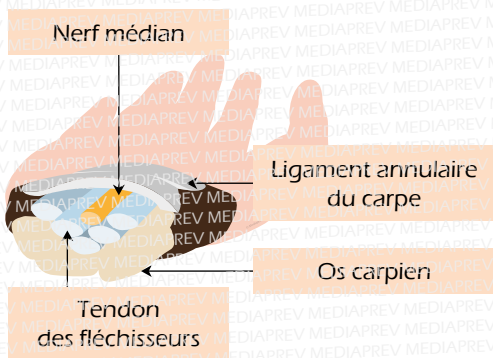 Nerf médian
Ligament annulaire
du carpe
Os carpien
Tendon
des fléchisseurs
MEDIAPREV